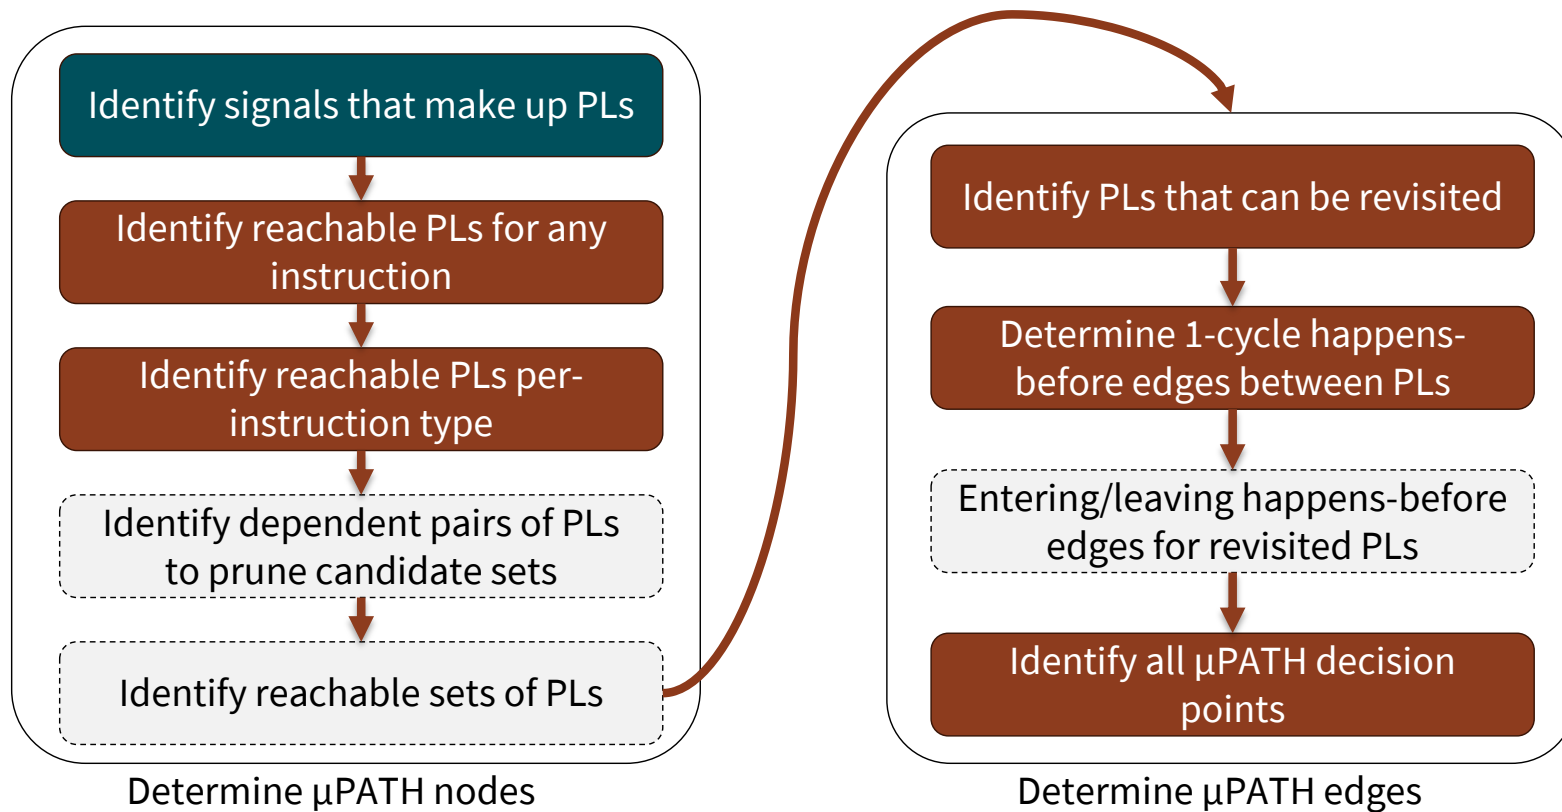 Identify signals that make up PLs
Identify reachable PLs for any
instruction
Identify reachable PLs per-
instruction type
Identify dependent pairs of PLs
to prune candidate sets
Identify reachable sets of PLs
Determine μPATH nodes
Identify PLs that can be revisited
Determine 1-cycle happens-
before edges between PLs
Entering/leaving happens-before
edges for revisited PLs
Identify all μPATH decision
points
Determine μPATH edges